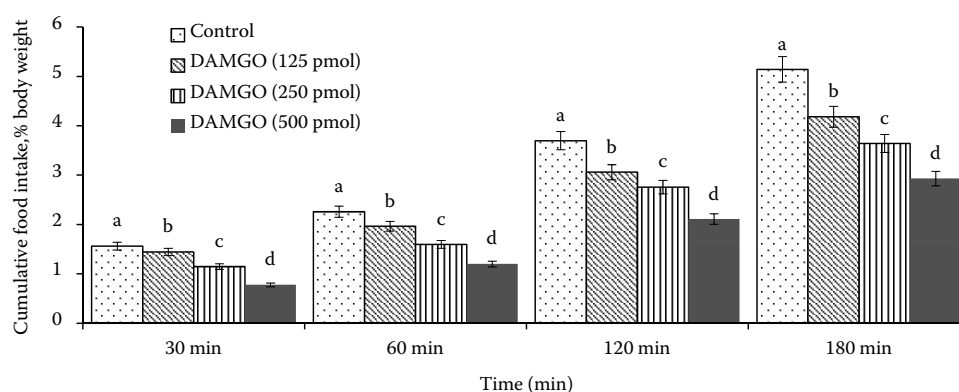 Cumulative food intake,% body weight
6
5
4
3
2
1
0
Control
DAMGO (125 pmol)
DAMGO (250 pmol)
DAMGO (500 pmol)
a
b
c
d
a
b
c
d
a
b
c
d
a
b
c
d
30 min
60 min
120 min
180 min
Time (min)